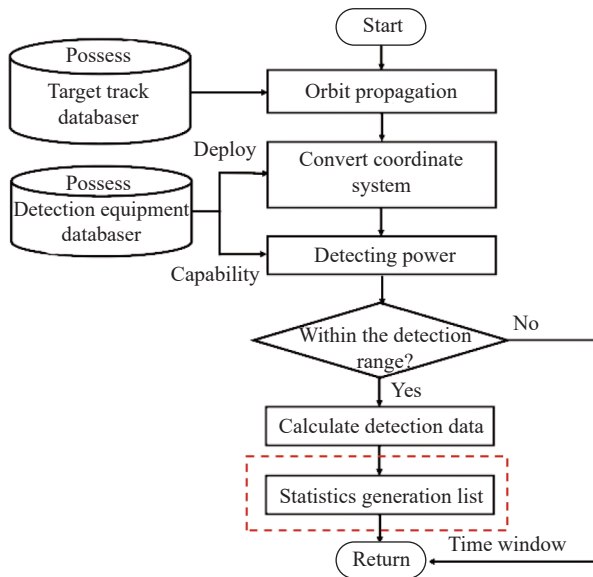 Start
Possess
Target track
databaser
Orbit propagation
Deploy
Convert coordinate
system
Possess
Detection equipment
databaser
Capability
Detecting power
Within the detection
range?
No
Yes
Calculate detection data
Statistics generation list
Time window
Return